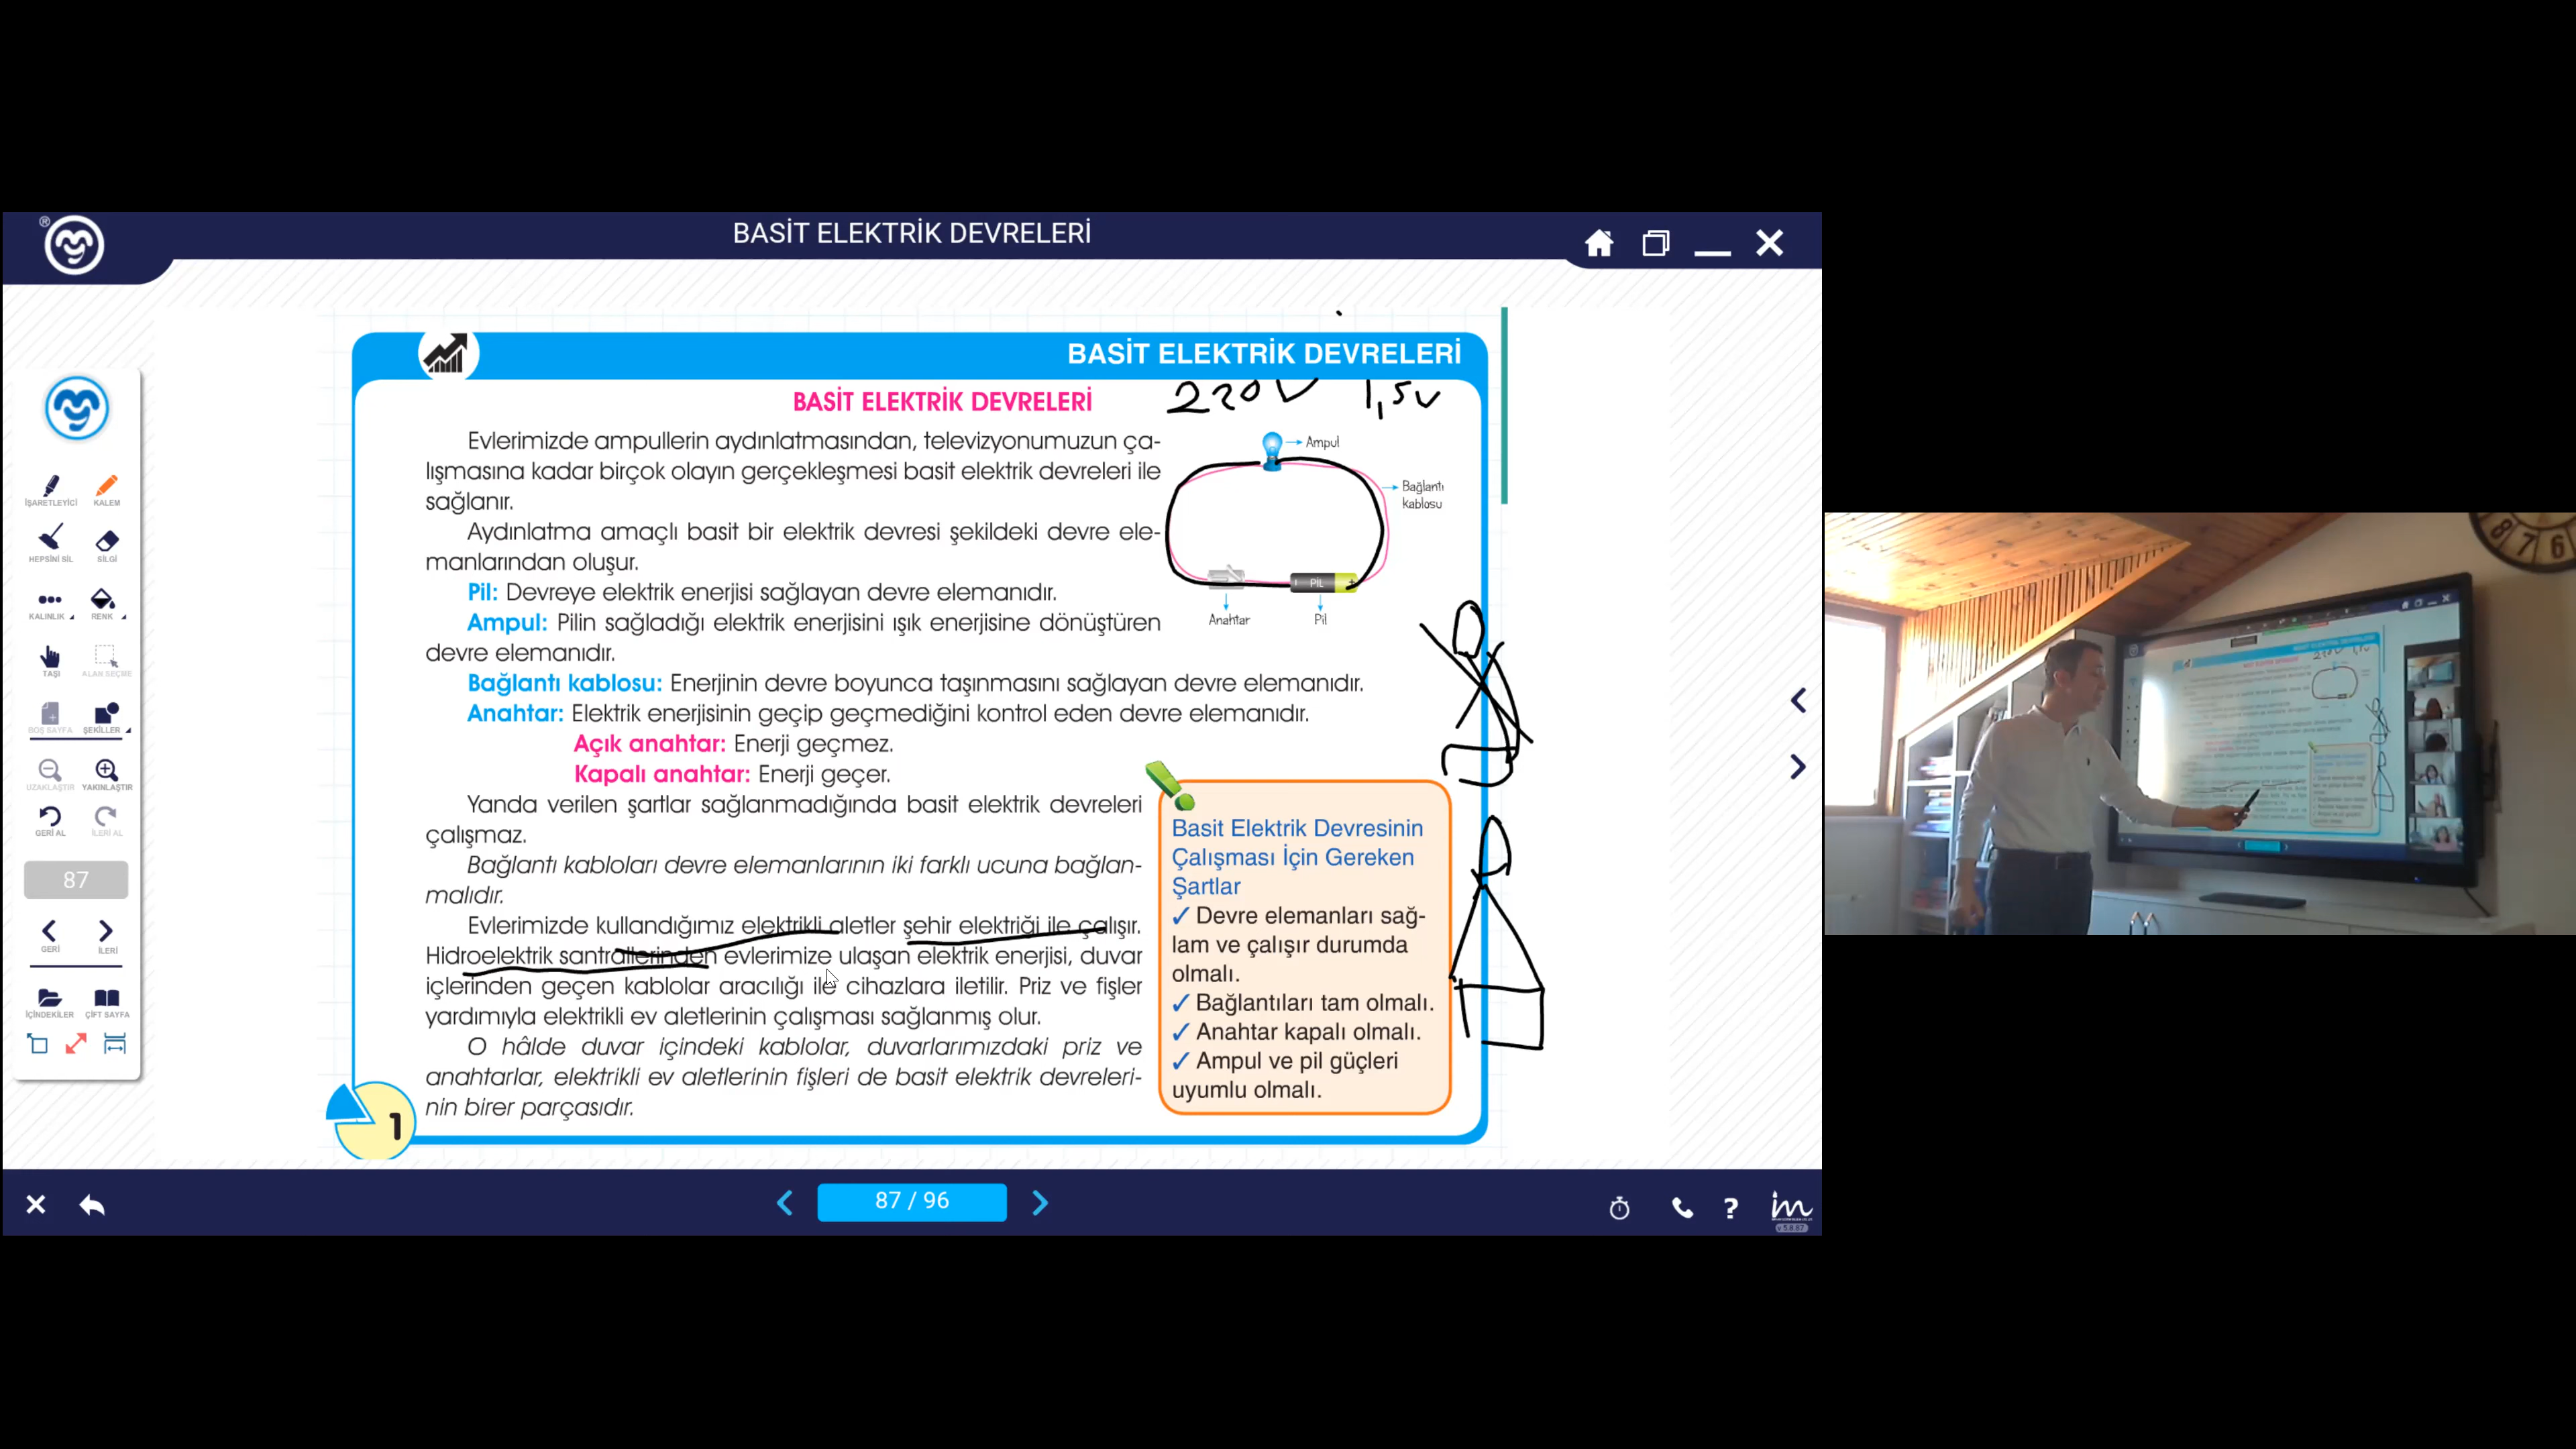 BASİT ELEKTRİK DEVRELERİ
BASİT ELEKTRİK DEVRELERİ
BASİT ELEKTRİK DEVRELERİ
220V 1,5V
Evlerimizde ampullerin aydınlatmasından, televizyonumuzun ça-
lışmasına kadar birçok olayın gerçekleşmesi basit elektrik devreleri ile
sağlanır.
Aydınlatma amaçlı basit bir elektrik devresi şekildeki devre ele-
manlarından oluşur.
Pil: Devreye elektrik enerjisi sağlayan devre elemanıdır.
Ampul: Pilin sağladığı elektrik enerjisini ışık enerjisine dönüştüren
devre elemanıdır.
Bağlantı kablosu: Enerjinin devre boyunca taşınmasını sağlayan devre elemanıdır.
Anahtar: Elektrik enerjisinin geçip geçmediğini kontrol eden devre elemanıdır.
Açık anahtar: Enerji geçmez.
Kapalı anahtar: Enerji geçer.
Yanda verilen şartlar sağlanmadığında basit elektrik devreleri
çalışmaz.
Bağlantı kabloları devre elemanlarının iki farklı ucuna bağlan-
malıdır.
Evlerimizde kullandığımız elektrikli aletler şehir elektriği ile çalışır.
Hidroelektrik santrallerinden evlerimize ulaşan elektrik enerjisi, duvar
içlerinden geçen kablolar aracılığı ile cihazlara iletilir. Priz ve fişler
yardımıyla elektrikli ev aletlerinin çalışması sağlanmış olur.
O hâlde duvar içindeki kablolar, duvarlarımızdaki priz ve
anahtarlar, elektrikli ev aletlerinin fişleri de basit elektrik devreleri-
nin birer parçasıdır.
1
Ampul
Bağlantı
kablosu
PİL
+
Anahtar
Pil
Basit Elektrik Devresinin
Çalışması İçin Gereken
Şartlar
✓ Devre elemanları sağ-
lam ve çalışır durumda
olmalı.
✓ Bağlantıları tam olmalı.
✓ Anahtar kapalı olmalı.
✓ Ampul ve pil güçleri
uyumlu olmalı.
İŞARETLEYİCİ KALEM
HEPSİNİ SİL SİLGİ
KALINLIK RENK
TAŞI ALAN SEÇME
BOŞ SAYFA ŞEKİLLER
UZAKLAŞTIR YAKINLAŞTIR
GERİ AL İLERİ AL
87
GERİ İLERİ
İÇİNDEKİLER ÇİFT SAYFA
87 / 96
?
8 7 6